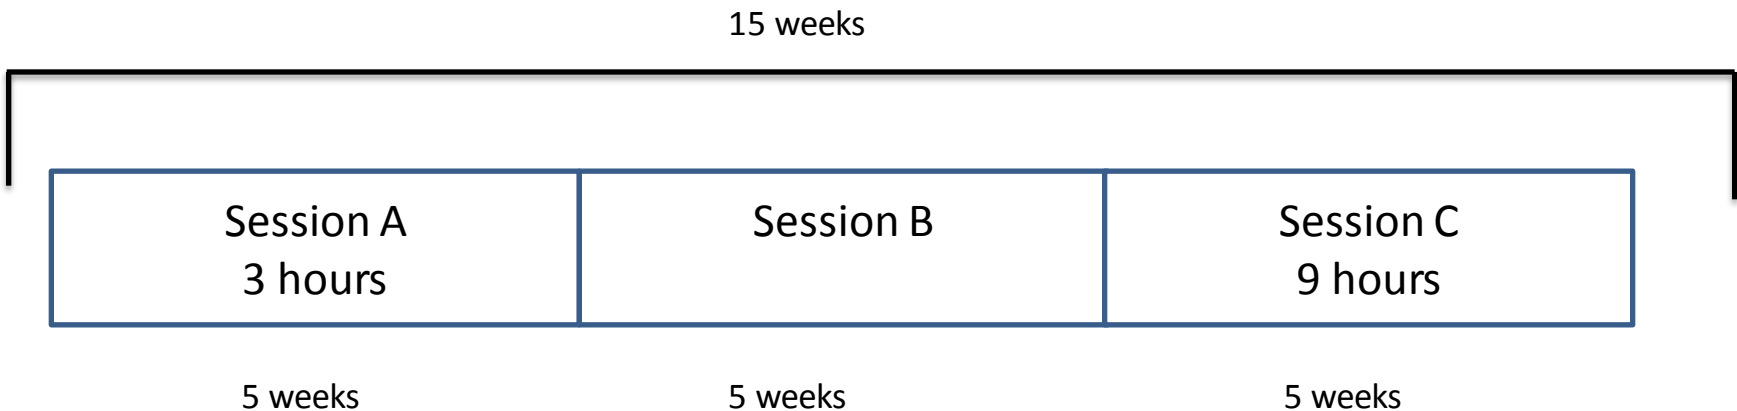 15 weeks
Session A
3 hours
Session B
Session C
9 hours
5 weeks
5 weeks
5 weeks